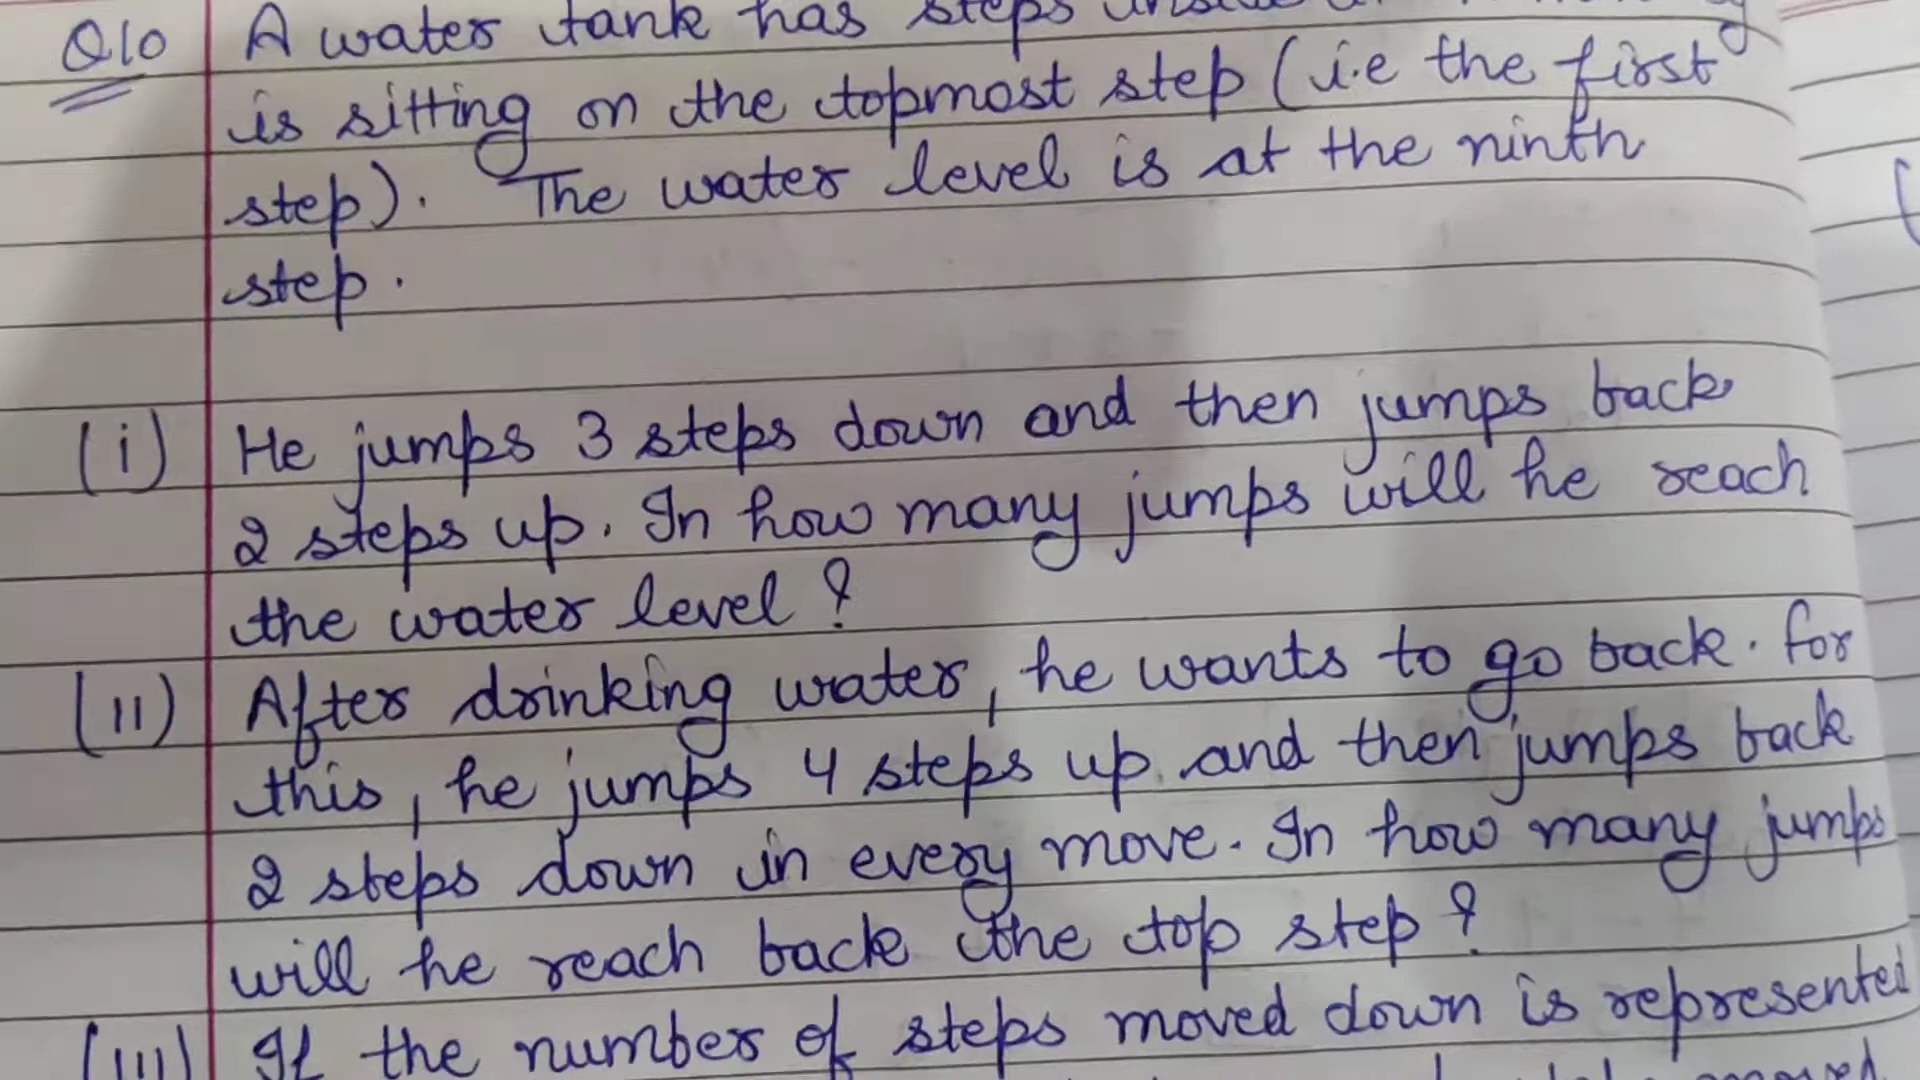 Q10 A water tank has steps
is sitting on the topmost step (i.e the first
step). The water level is at the ninth
step.
(i) He jumps 3 steps down and then jumps back
2 steps up. In how many jumps will he reach
the water level?
(II) After drinking water, he wants to go back. for
this, he jumps 4 steps up and then jumps back
2 steps down in every move. In how many jumps
will he reach back the top step?
(III) If the number of steps moved down is represented
moved